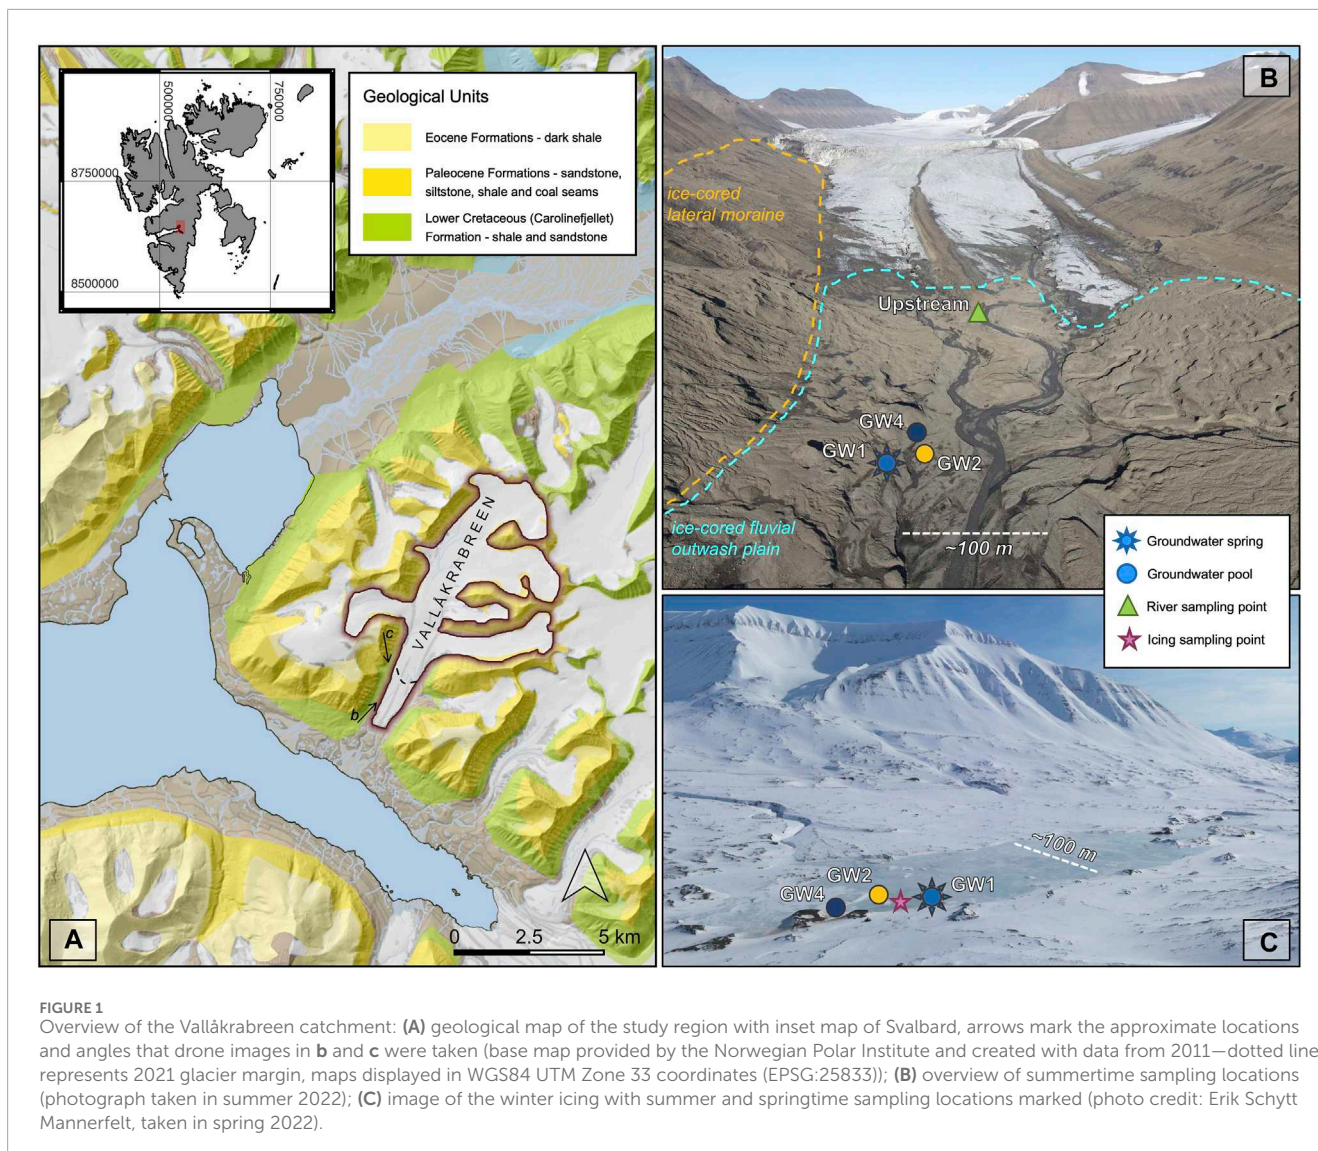 500000
750000
8750000
8500000
Geological Units
Eocene Formations - dark shale
Paleocene Formations - sandstone,
siltstone, shale and coal seams
Lower Cretaceous (Carolinefjellet)
Formation - shale and sandstone
VALLÅKRABREEN
c
b
A
0 2.5 5 km
B
ice-cored
lateral moraine
Upstream
GW4
GW1
GW2
ice-cored fluvial
outwash plain
~100 m
Groundwater spring
Groundwater pool
River sampling point
Icing sampling point
~100 m
GW2
GW1
GW4
C
FIGURE 1
Overview of the Vallåkrabreen catchment: (A) geological map of the study region with inset map of Svalbard, arrows mark the approximate locations
and angles that drone images in b and c were taken (base map provided by the Norwegian Polar Institute and created with data from 2011—dotted line
represents 2021 glacier margin, maps displayed in WGS84 UTM Zone 33 coordinates (EPSG:25833)); (B) overview of summertime sampling locations
(photograph taken in summer 2022); (C) image of the winter icing with summer and springtime sampling locations marked (photo credit: Erik Schytt
Mannerfelt, taken in spring 2022).